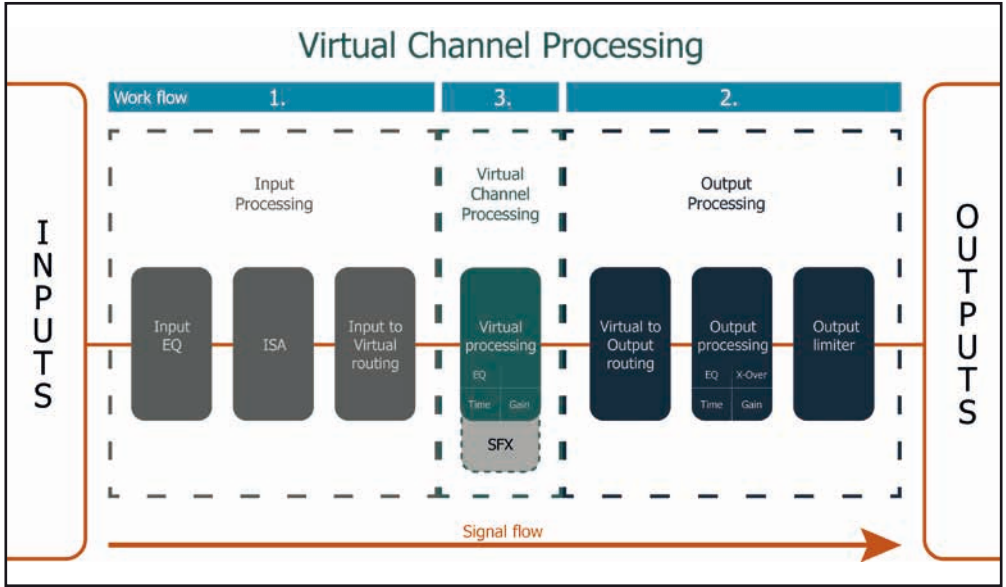 Virtual Channel Processing
Work flow 1. 3. 2.
INPUTS
Input
Processing
Virtual
Channel
Processing
Output
Processing
Input
EQ
ISA
Input to
Virtual
routing
Virtual
processing
EQ
Time Gain
SFX
Virtual to
Output
routing
Output
processing
EQ X-Over
Time Gain
Output
limiter
OUTPUTS
Signal flow